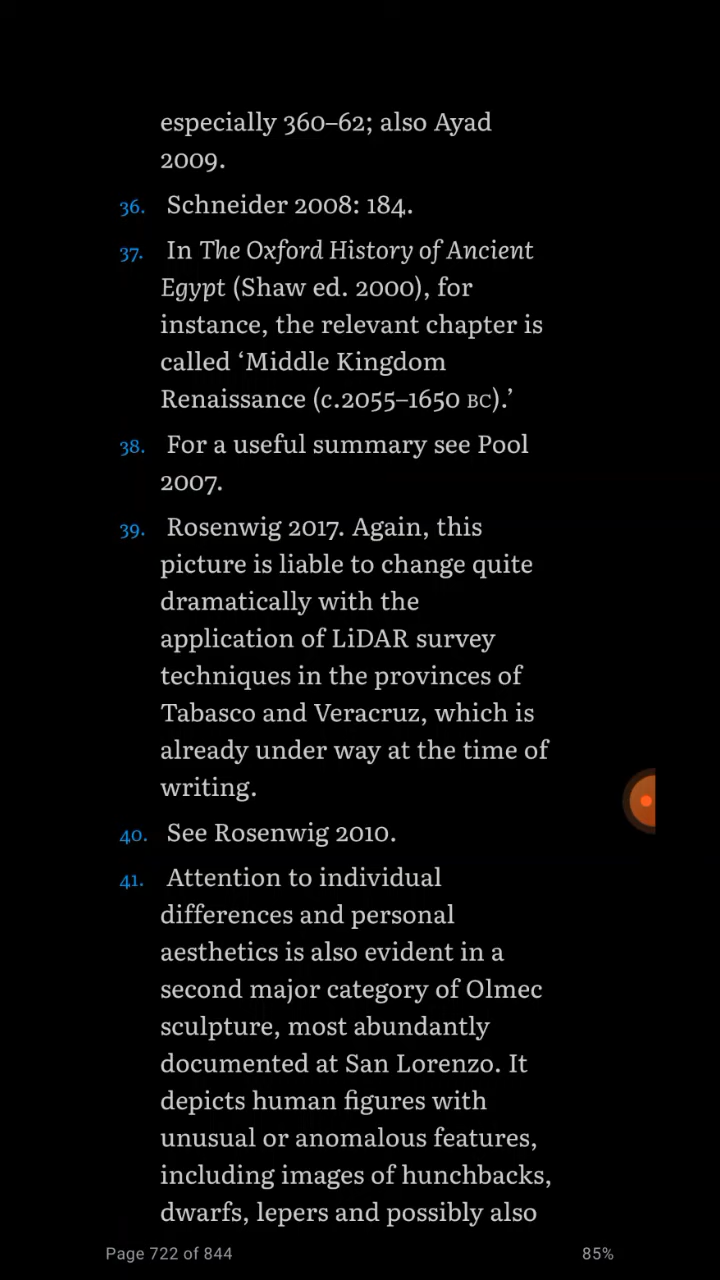 especially 360–62; also Ayad
2009.
36. Schneider 2008: 184.
37. In The Oxford History of Ancient
Egypt (Shaw ed. 2000), for
instance, the relevant chapter is
called ‘Middle Kingdom
Renaissance (c.2055–1650 BC).’
38. For a useful summary see Pool
2007.
39. Rosenwig 2017. Again, this
picture is liable to change quite
dramatically with the
application of LiDAR survey
techniques in the provinces of
Tabasco and Veracruz, which is
already under way at the time of
writing.
40. See Rosenwig 2010.
41. Attention to individual
differences and personal
aesthetics is also evident in a
second major category of Olmec
sculpture, most abundantly
documented at San Lorenzo. It
depicts human figures with
unusual or anomalous features,
including images of hunchbacks,
dwarfs, lepers and possibly also
Page 722 of 844 85%